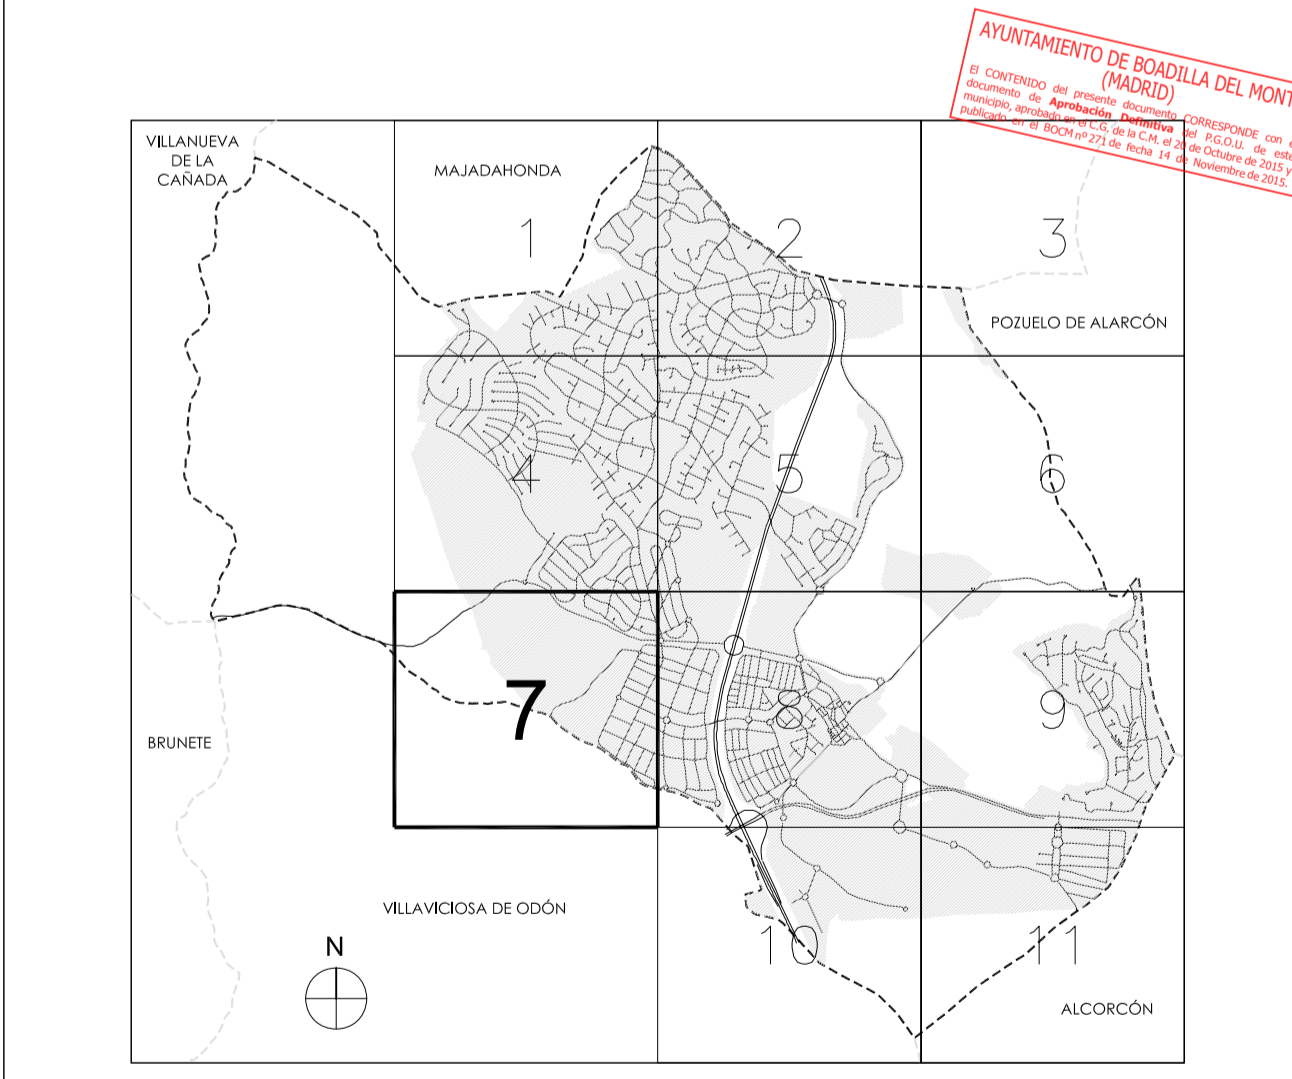 AYUNTAMIENTO DE BOADILLA DEL MONT
(MADRID)
El CONTENIDO del presente documento CORRESPONDE con e
documento de Aprobación Definitiva del P.G.O.U. de este
municipio, aprobado en el C.G. de la C.M. el 20 de Octubre de 2015 y
publicado en el BOCM nº 271 de fecha 14 de Noviembre de 2015.
VILLANUEVA
DE LA
CAÑADA
MAJADAHONDA
1
2
3
POZUELO DE ALARCÓN
4
5
6
7
8
9
BRUNETE
VILLAVICIOSA DE ODÓN
N
10
11
ALCORCÓN